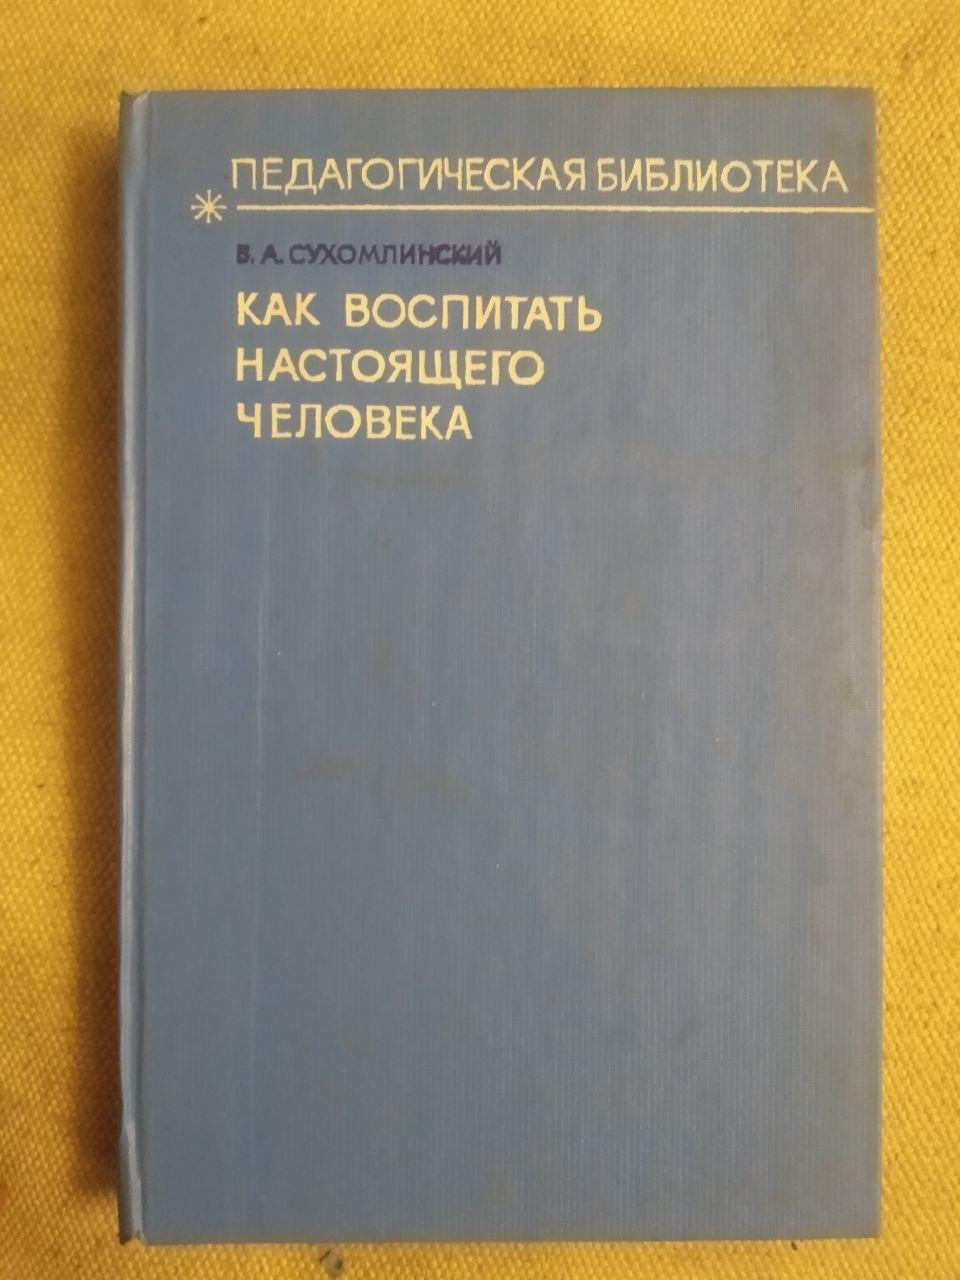 ПЕДАГОГИЧЕСКАЯ БИБЛИОТЕКА
В. А. СУХОМЛИНСКИЙ
КАК ВОСПИТАТЬ
НАСТОЯЩЕГО
ЧЕЛОВЕКА